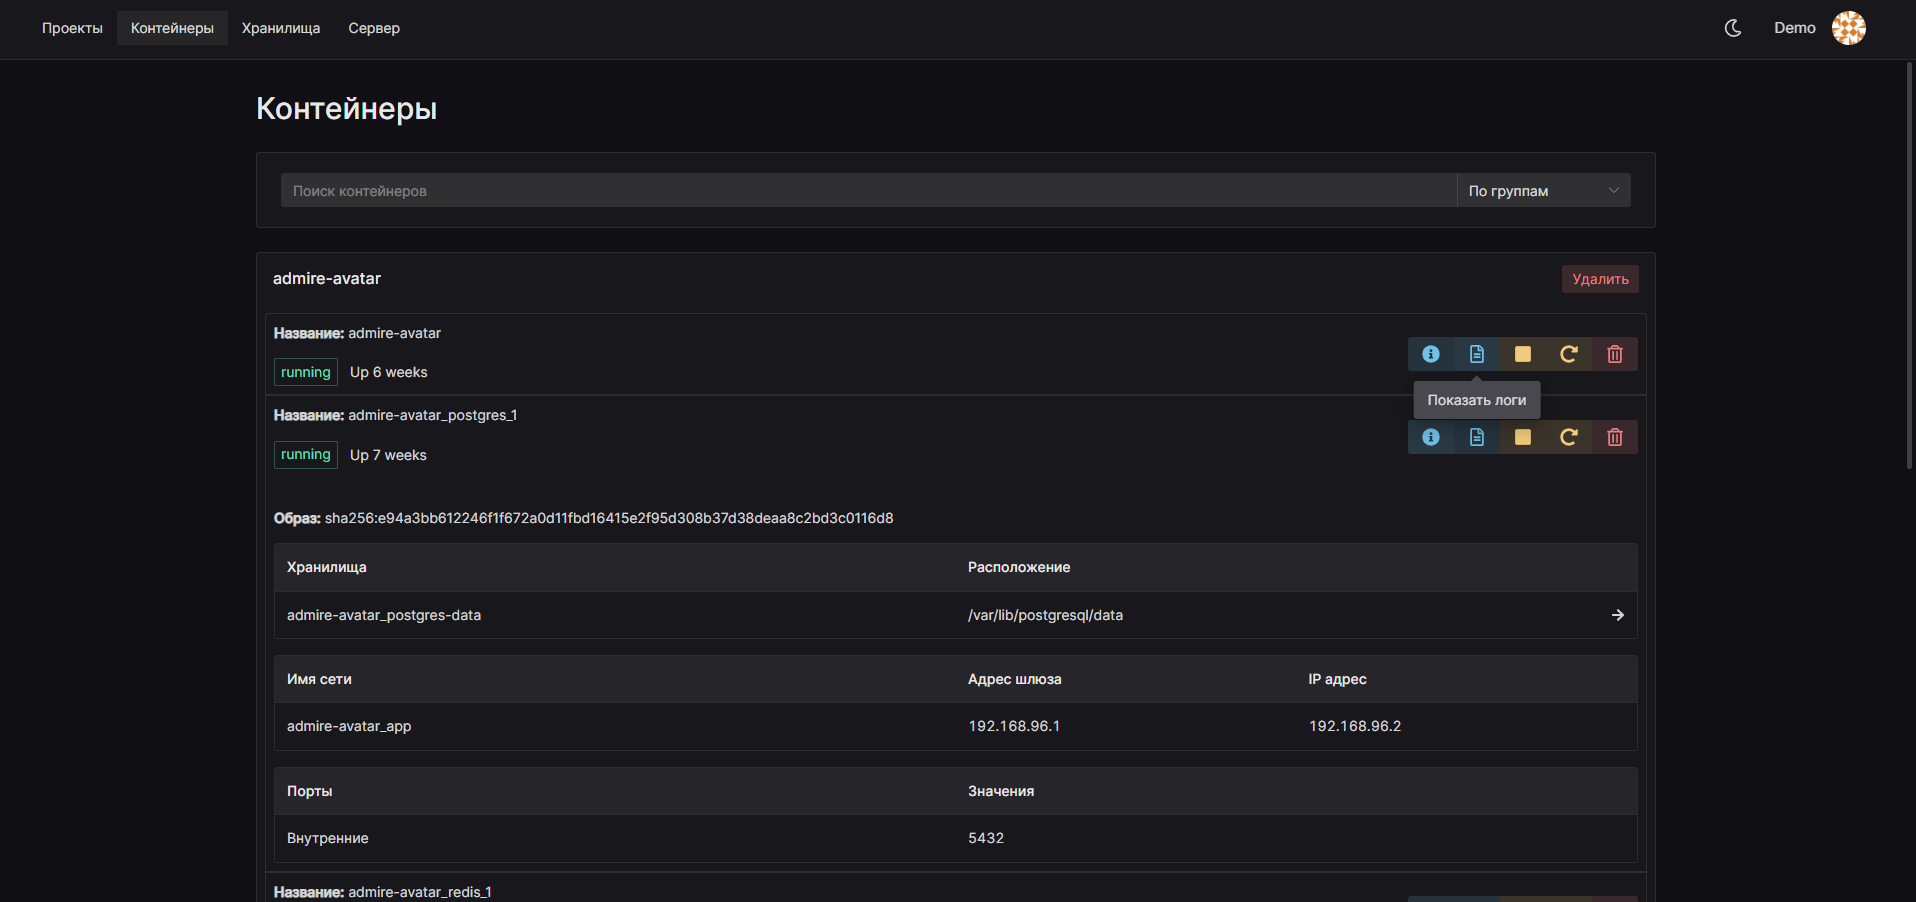 Проекты Контейнеры Хранилища Сервер Demo
Контейнеры
Поиск контейнеров По группам
admire-avatar Удалить
Название: admire-avatar
running Up 6 weeks
Показать логи
Название: admire-avatar_postgres_1
running Up 7 weeks
Образ: sha256:e94a3bb612246f1f672a0d11fbd16415e2f95d308b37d38deaa8c2bd3c0116d8
Хранилища Расположение
admire-avatar_postgres-data /var/lib/postgresql/data
Имя сети Адрес шлюза IP адрес
admire-avatar_app 192.168.96.1 192.168.96.2
Порты Значения
Внутренние 5432
Название: admire-avatar_redis_1